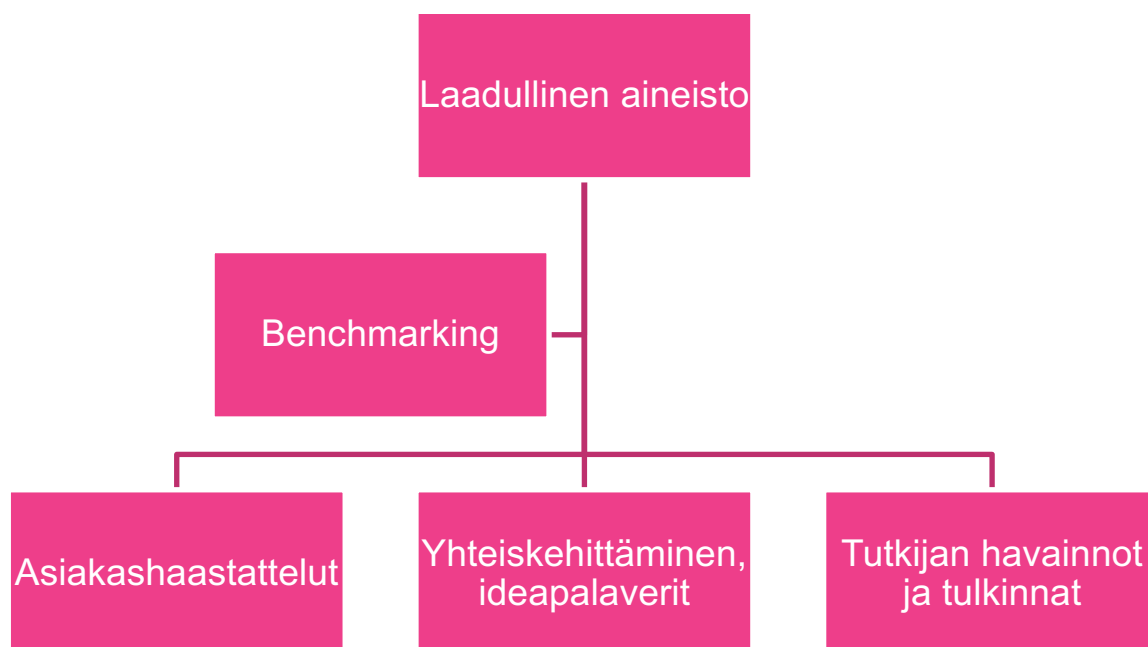 Laadullinen aineisto
Benchmarking
Asiakashaastattelut
Yhteiskehittäminen,
ideapalaverit
Tutkijan havainnot
ja tulkinnat